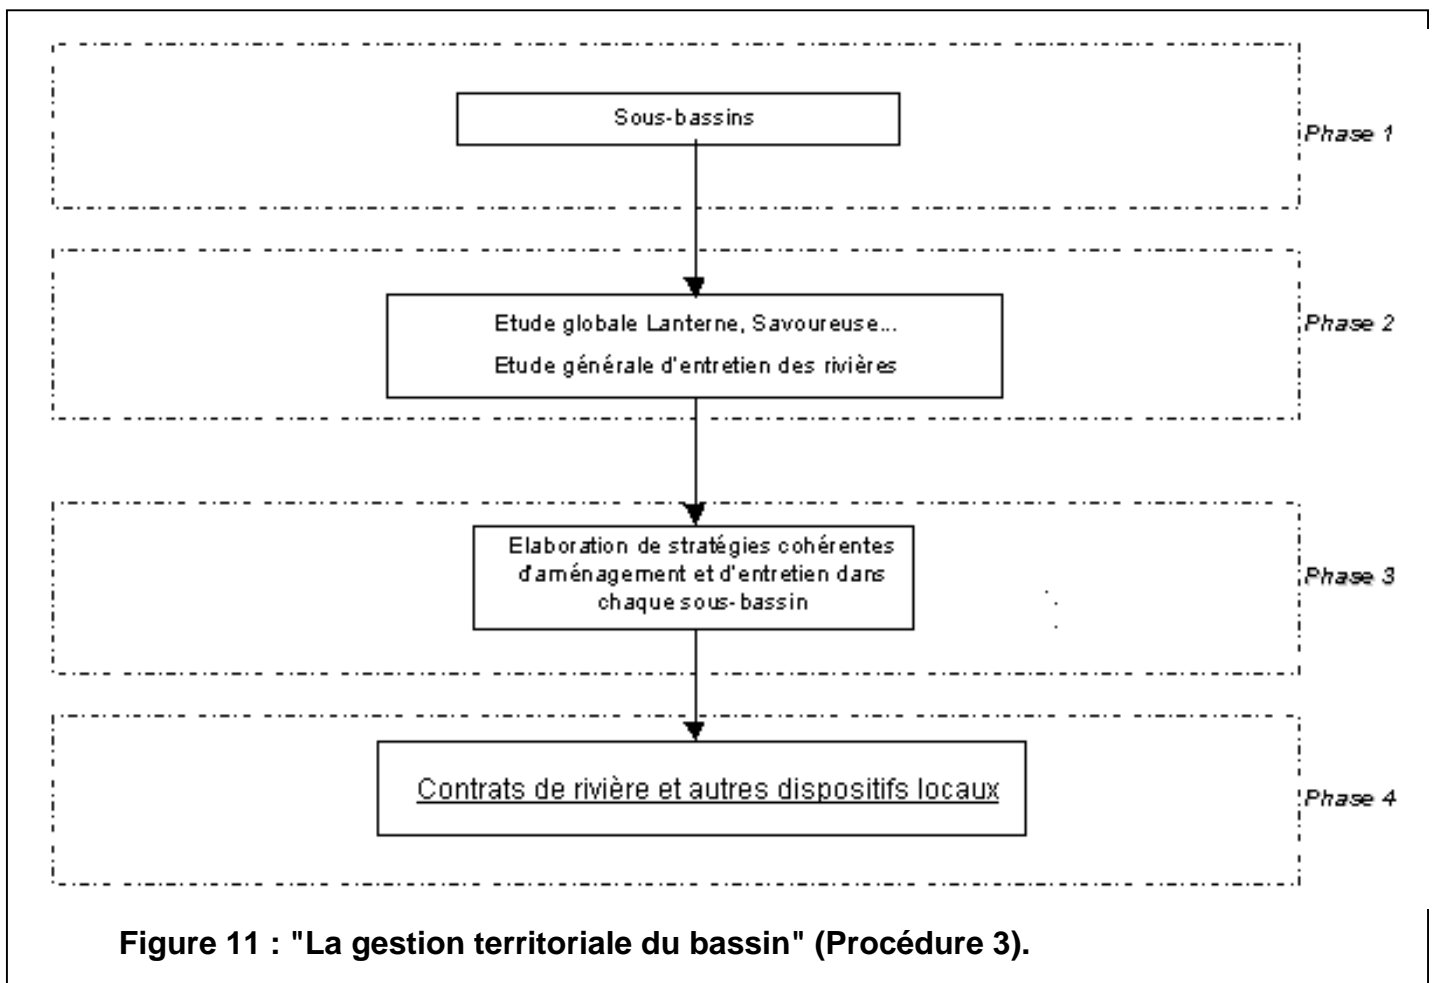 Sous-bassins
Phase 1
Etude globale Lanterne, Savoureuse...
Etude générale d'entretien des rivières
Phase 2
Elaboration de stratégies cohérentes
d'aménagement et d'entretien dans
chaque sous-bassin
Phase 3
Contrats de rivière et autres dispositifs locaux
Phase 4
Figure 11 : "La gestion territoriale du bassin" (Procédure 3).